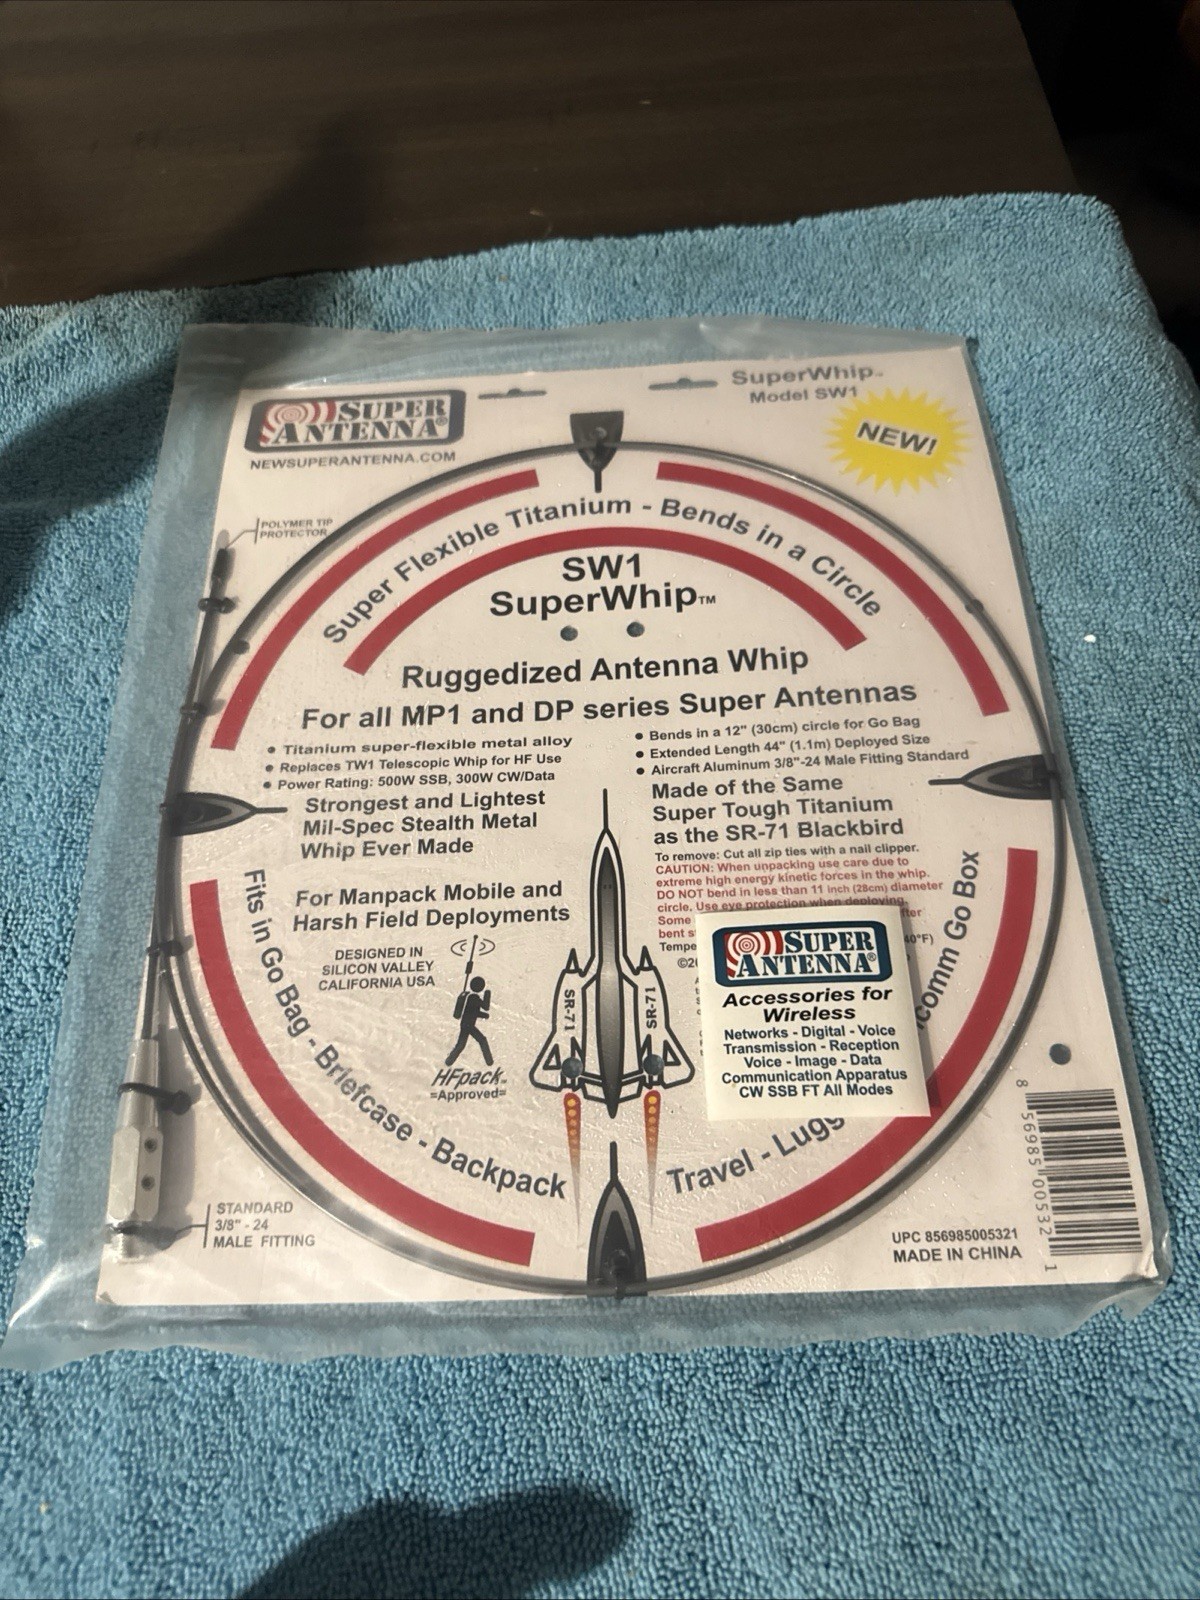 SUPER
ANTENNA®
NEWSUPERANTENNA.COM
SuperWhip™
Model SW1
NEW!
POLYMER TIP
PROTECTOR
Super Flexible Titanium - Bends in a Circle
SW1
SuperWhip™
Ruggedized Antenna Whip
For all MP1 and DP series Super Antennas
• Titanium super-flexible metal alloy
• Replaces TW1 Telescopic Whip for HF Use
• Power Rating: 500W SSB, 300W CW/Data
• Bends in a 12" (30cm) circle for Go Bag
• Extended Length 44" (1.1m) Deployed Size
• Aircraft Aluminum 3/8"-24 Male Fitting Standard
Strongest and Lightest
Mil-Spec Stealth Metal
Whip Ever Made
Made of the Same
Super Tough Titanium
as the SR-71 Blackbird
For Manpack Mobile and
Harsh Field Deployments
To remove: Cut all zip ties with a nail clipper.
CAUTION: When unpacking use care due to
extreme high energy kinetic forces in the whip.
DO NOT bend in less than 11 inch (28cm) diameter
circle. Use eye protection when deploying.
Some
bent
40°F)
DESIGNED IN
SILICON VALLEY
CALIFORNIA USA
HFpack™
=Approved=
SR-71
SR-71
SUPER
ANTENNA®
Accessories for
Wireless
Networks - Digital - Voice
Transmission - Reception
Voice - Image - Data
Communication Apparatus
CW SSB FT All Modes
Fits in Go Bag - Briefcase - Backpack
Travel -
Go Box
STANDARD
3/8" - 24
MALE FITTING
8 56985 00532 1
UPC 856985005321
MADE IN CHINA